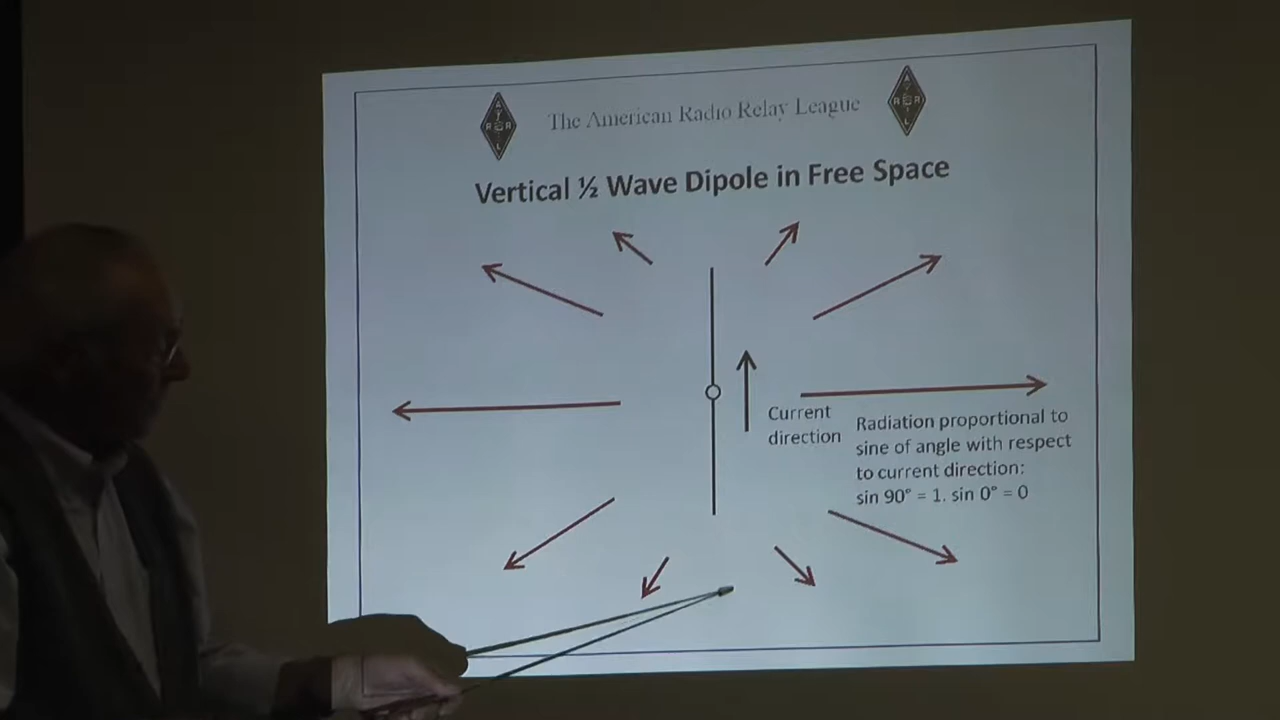 The American Radio Relay League
Vertical ½ Wave Dipole in Free Space
Current
direction
Radiation proportional to
sine of angle with respect
to current direction:
sin 90° = 1. sin 0° = 0